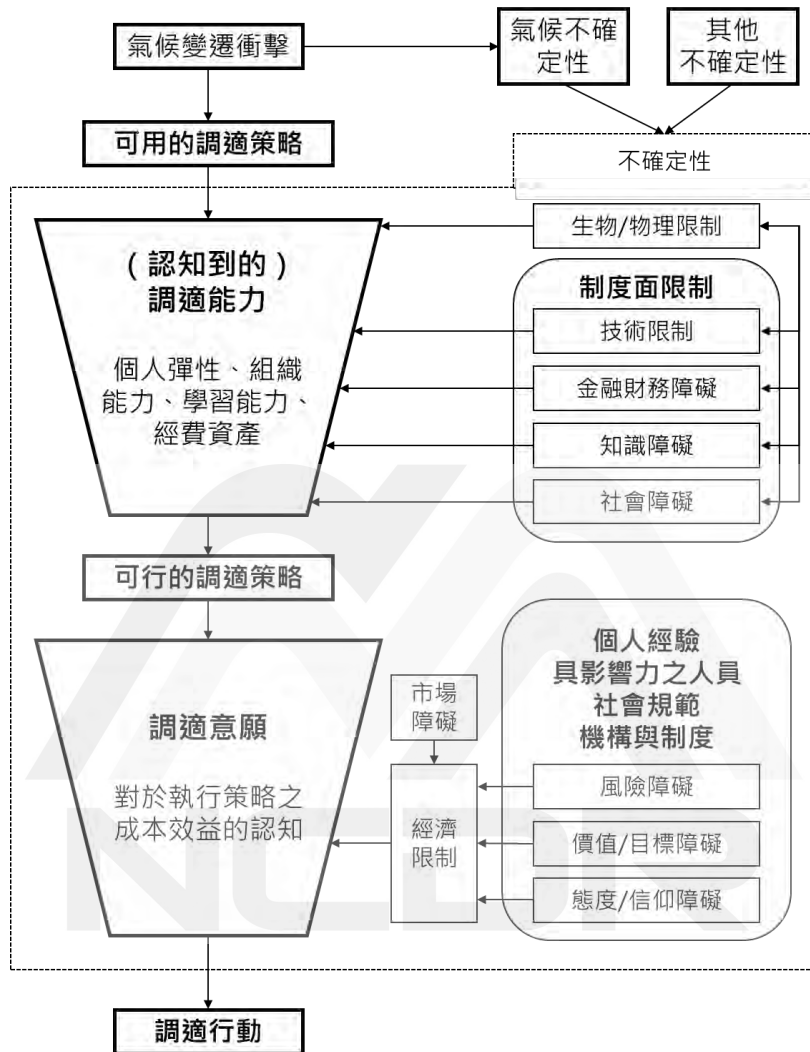 氣候變遷衝擊
氣候不確
定性
其他
不確定性
可用的調適策略
不確定性
（認知到的）
調適能力
個人彈性、組織
能力、學習能力、
經費資產
生物/物理限制
制度面限制
技術限制
金融財務障礙
知識障礙
社會障礙
可行的調適策略
調適意願
對於執行策略之
成本效益的認知
市場
障礙
經濟
限制
個人經驗
具影響力之人員
社會規範
機構與制度
風險障礙
價值/目標障礙
態度/信仰障礙
調適行動
NCDR